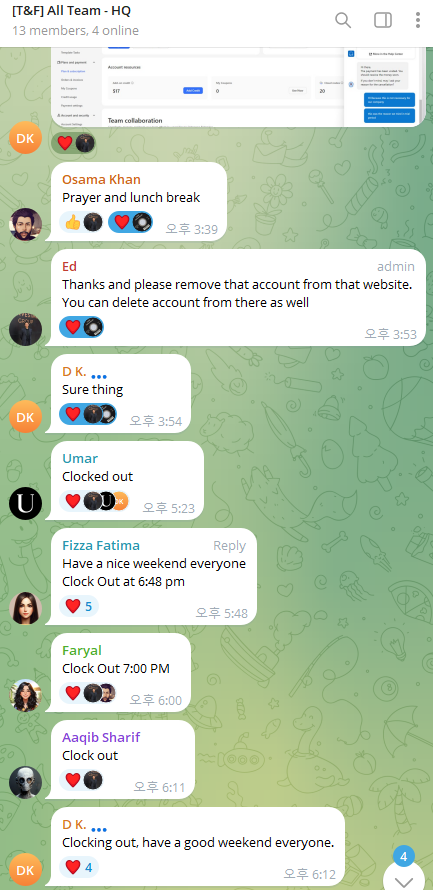 [T&F] All Team - HQ
13 members, 4 online
Account resources
$17
0
20
Team collaboration
DK
Osama Khan
Prayer and lunch break
오후 3:39
Ed admin
Thanks and please remove that account from that website.
You can delete account from there as well
오후 3:53
D K.
Sure thing
DK
오후 3:54
Umar
Clocked out
U
U DK
오후 5:23
Fizza Fatima Reply
Have a nice weekend everyone
Clock Out at 6:48 pm
5
오후 5:48
Faryal
Clock Out 7:00 PM
오후 6:00
Aaqib Sharif
Clock out
오후 6:11
D K.
Clocking out, have a good weekend everyone.
DK
4
오후 6:12
4